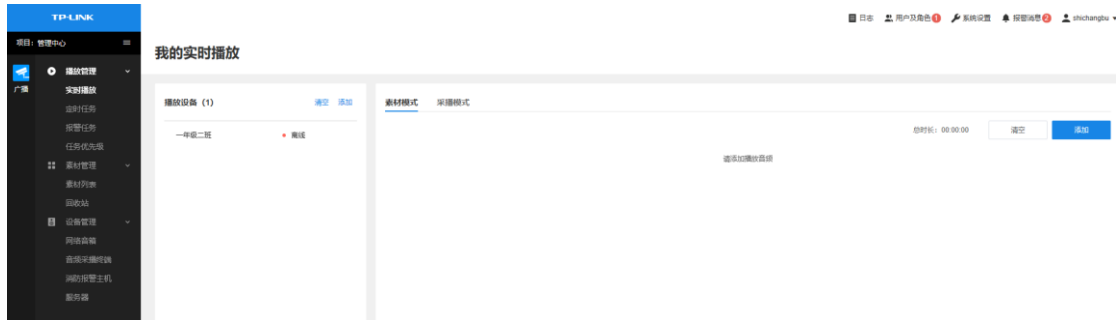 TP-LINK
日志 用户及角色 1 系统设置 报警消息 2 shichangbu
项目: 管理中心
我的实时播放
广播
播放管理
实时播放
定时任务
报警任务
任务优先级
素材管理
素材列表
回收站
设备管理
网络音箱
音频采播终端
消防报警主机
服务器
播放设备 (1) 清空 添加
一年级二班 离线
素材模式 采播模式
总时长: 00:00:00 清空 添加
请添加播放音频